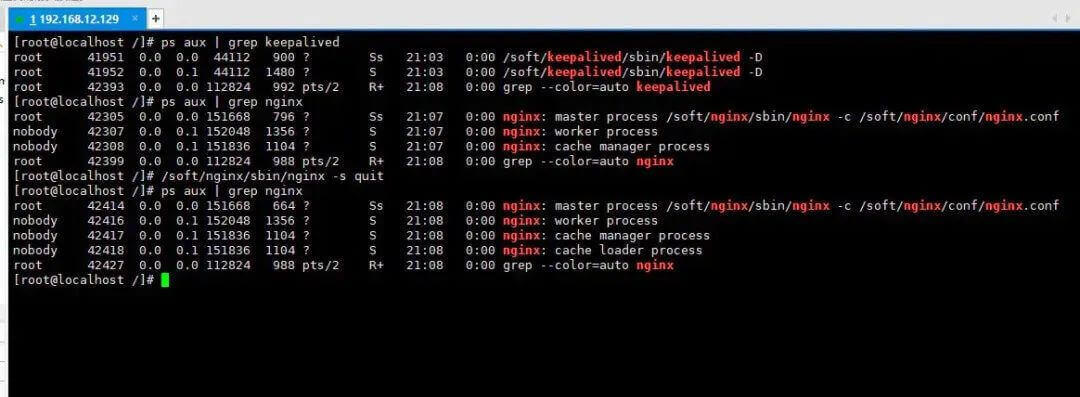 1 192.168.12.129 × +
[root@localhost /]# ps aux | grep keepalived
root 41951 0.0 0.0 44112 900 ? Ss 21:03 0:00 /soft/keepalived/sbin/keepalived -D
root 41952 0.0 0.1 44112 1480 ? S 21:03 0:00 /soft/keepalived/sbin/keepalived -D
root 42393 0.0 0.0 112824 992 pts/2 R+ 21:08 0:00 grep --color=auto keepalived
[root@localhost /]# ps aux | grep nginx
root 42305 0.0 0.0 151668 796 ? Ss 21:07 0:00 nginx: master process /soft/nginx/sbin/nginx -c /soft/nginx/conf/nginx.conf
nobody 42307 0.0 0.1 152048 1356 ? S 21:07 0:00 nginx: worker process
nobody 42308 0.0 0.1 151836 1104 ? S 21:07 0:00 nginx: cache manager process
root 42399 0.0 0.0 112824 988 pts/2 R+ 21:08 0:00 grep --color=auto nginx
[root@localhost /]# /soft/nginx/sbin/nginx -s quit
[root@localhost /]# ps aux | grep nginx
root 42414 0.0 0.0 151668 664 ? Ss 21:08 0:00 nginx: master process /soft/nginx/sbin/nginx -c /soft/nginx/conf/nginx.conf
nobody 42416 0.0 0.1 152048 1356 ? S 21:08 0:00 nginx: worker process
nobody 42417 0.0 0.1 151836 1104 ? S 21:08 0:00 nginx: cache manager process
nobody 42418 0.0 0.1 151836 1104 ? S 21:08 0:00 nginx: cache loader process
root 42427 0.0 0.0 112824 988 pts/2 R+ 21:08 0:00 grep --color=auto nginx
[root@localhost /]#